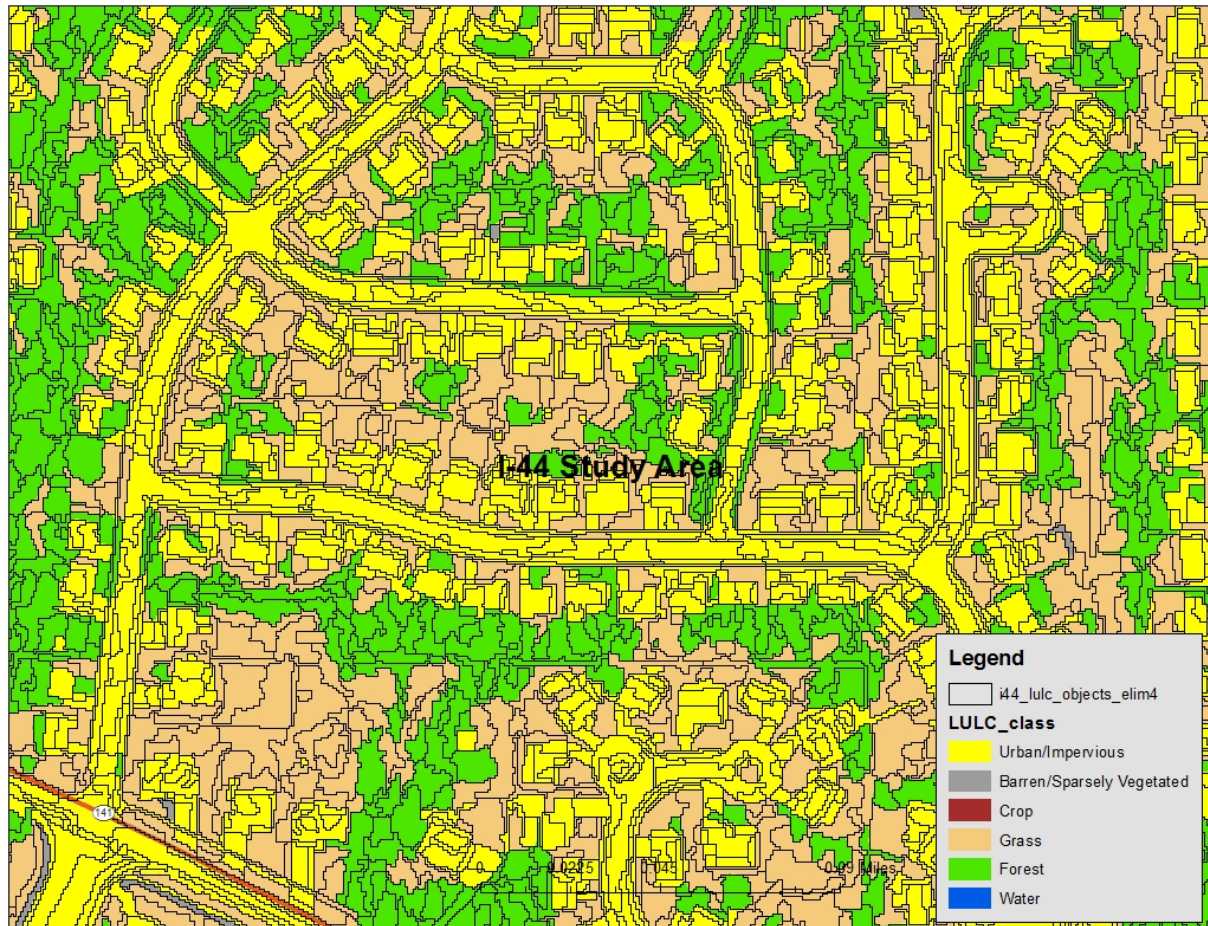 I-44 Study Area
141
0 0.0225 0.045 0.09 Miles
Legend
i44_lulc_objects_elim4
LULC_class
Urban/Impervious
Barren/Sparsely Vegetated
Crop
Grass
Forest
Water